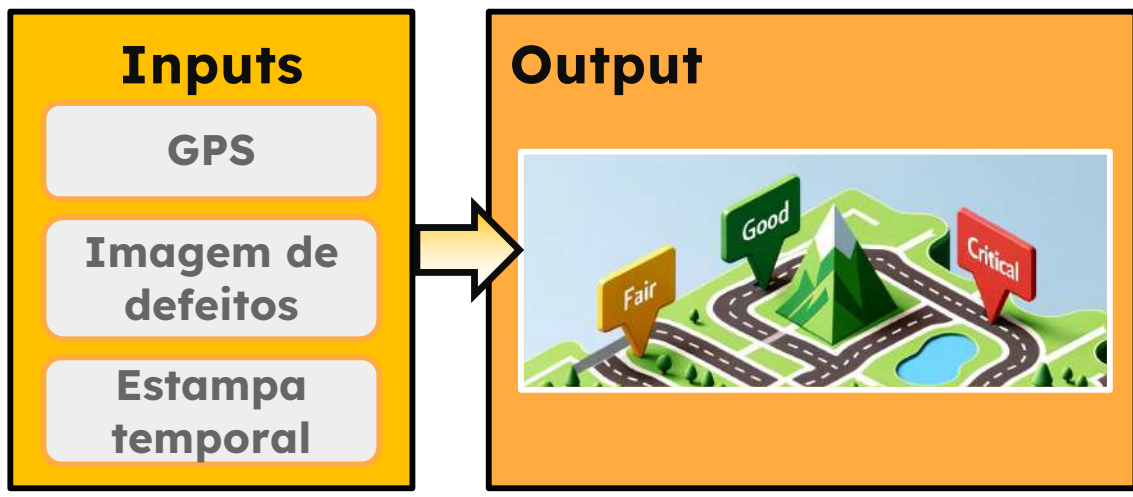 Inputs
GPS
Imagem de
defeitos
Estampa
temporal
Output
Fair
Good
Critical